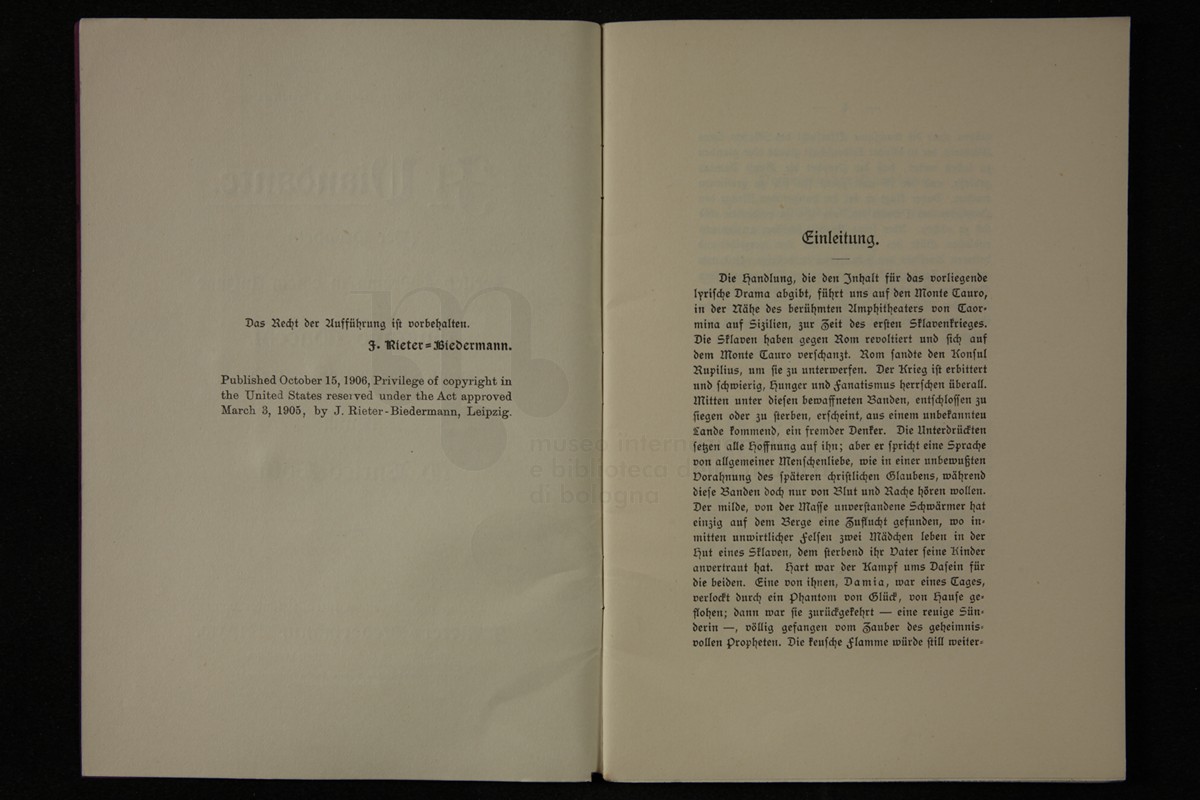 Das Recht der Aufführung ist vorbehalten.
J. Rieter-Biedermann.
Published October 15, 1906, Privilege of copyright in
the United States reserved under the Act approved
March 3, 1905, by J. Rieter-Biedermann, Leipzig.
museo interna
e biblioteca d
di bologna
Einleitung.
Die Handlung, die den Inhalt für das vorliegende
lyrische Drama abgibt, führt uns auf den Monte Tauro,
in der Nähe des berühmten Amphitheaters von Taor-
mina auf Sizilien, zur Zeit des ersten Sklavenkrieges.
Die Sklaven haben gegen Rom revoltiert und sich auf
dem Monte Tauro verschanzt. Rom sandte den Konsul
Rupilius, um sie zu unterwerfen. Der Krieg ist erbittert
und schwierig, Hunger und Fanatismus herrschen überall.
Mitten unter diesen bewaffneten Banden, entschlossen zu
siegen oder zu sterben, erscheint, aus einem unbekannten
Lande kommend, ein fremder Denker. Die Unterdrückten
setzen alle Hoffnung auf ihn; aber er spricht eine Sprache
von allgemeiner Menschenliebe, wie in einer unbewußten
Vorahnung des späteren christlichen Glaubens, während
diese Banden doch nur von Blut und Rache hören wollen.
Der milde, von der Masse unverstandene Schwärmer hat
einzig auf dem Berge eine Zuflucht gefunden, wo in-
mitten unwirtlicher Felsen zwei Mädchen leben in der
Hut eines Sklaven, dem sterbend ihr Vater seine Kinder
anvertraut hat. Hart war der Kampf ums Dasein für
die beiden. Eine von ihnen, Damia, war eines Tages,
verlockt durch ein Phantom von Glück, von Hause ge-
flohen; dann war sie zurückgekehrt — eine reuige Sün-
derin —, völlig gefangen vom Zauber des geheimnis-
vollen Propheten. Die keusche Flamme würde still weiter-